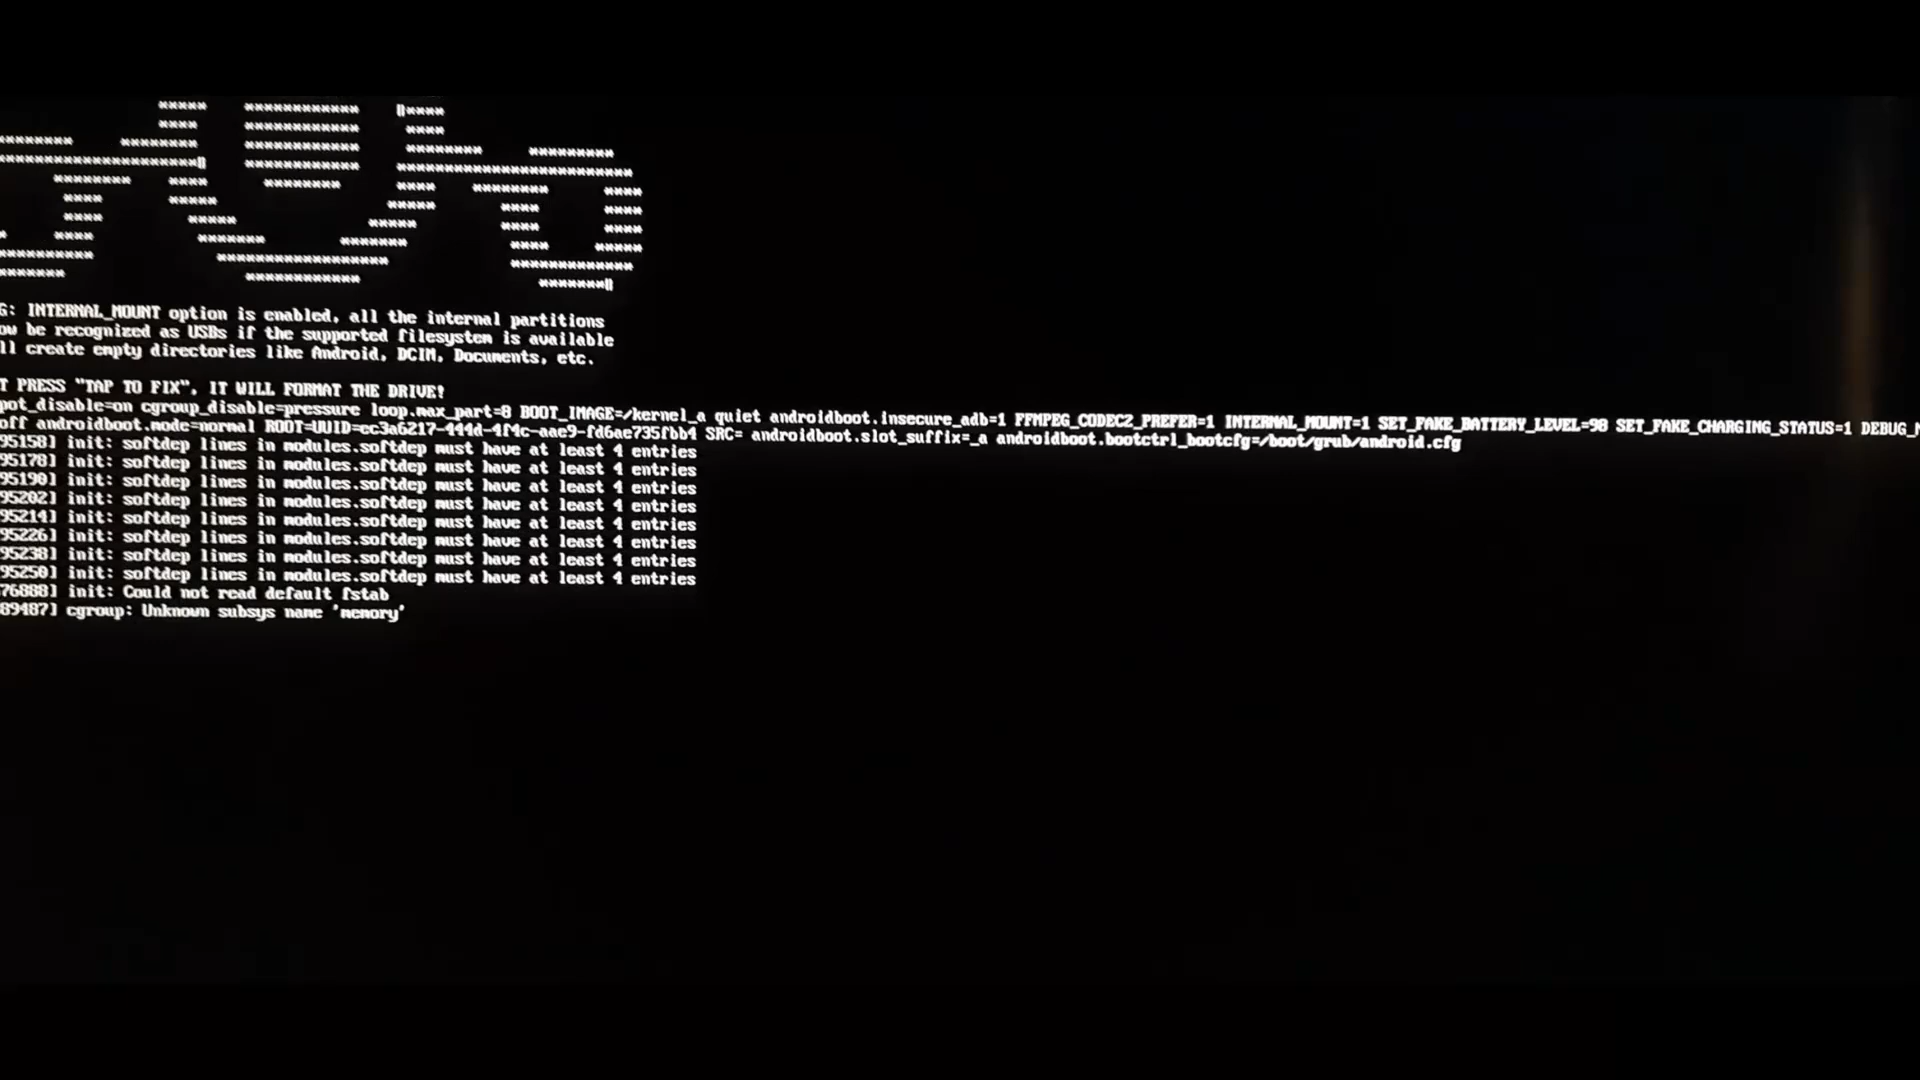 G: INTERNAL_MOUNT option is enabled, all the internal partitions
ow be recognized as USBs if the supported filesystem is available
ll create empty directories like Android, DCIM, Documents, etc.
T PRESS "TAP TO FIX", IT WILL FORMAT THE DRIVE!
pot_disable=on cgroup_disable=pressure loop.max_part=8 BOOT_IMAGE=/kernel_a quiet androidboot.insecure_adb=1 FFMPEG_CODEC2_PREFER=1 INTERNAL_MOUNT=1 SET_FAKE_BATTERY_LEVEL=98 SET_FAKE_CHARGING_STATUS=1 DEBUG_
off androidboot.mode=normal ROOT=UUID=ec3a6217-444d-4f4c-aae9-fd6ae735fbb4 SRC= androidboot.slot_suffix=_a androidboot.bootctrl_bootcfg=/boot/grub/android.cfg
95158] init: softdep lines in modules.softdep must have at least 4 entries
95178] init: softdep lines in modules.softdep must have at least 4 entries
95190] init: softdep lines in modules.softdep must have at least 4 entries
95202] init: softdep lines in modules.softdep must have at least 4 entries
95214] init: softdep lines in modules.softdep must have at least 4 entries
95226] init: softdep lines in modules.softdep must have at least 4 entries
95238] init: softdep lines in modules.softdep must have at least 4 entries
95250] init: softdep lines in modules.softdep must have at least 4 entries
76888] init: Could not read default fstab
89487] cgroup: Unknown subsys name 'memory'